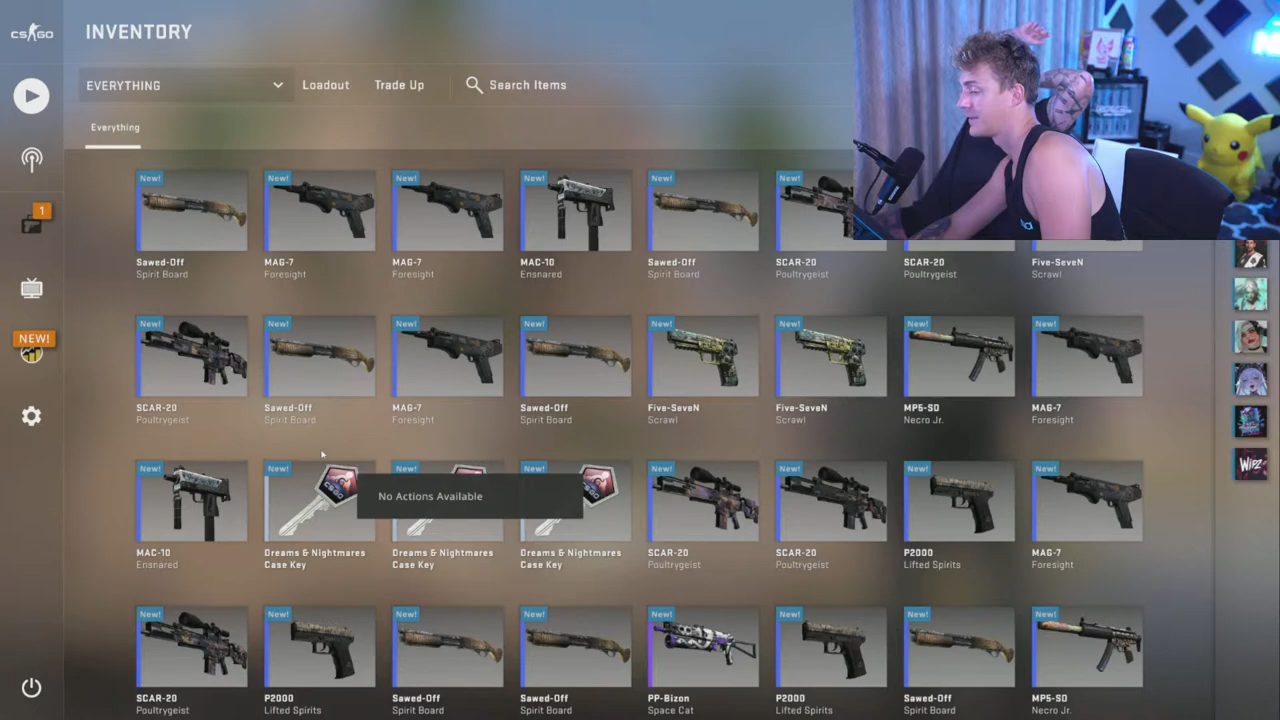 CS GO
INVENTORY
EVERYTHING
Loadout
Trade Up
Search Items
Everything
New!
New!
New!
New!
New!
New!
Sawed-Off
Spirit Board
MAG-7
Foresight
MAG-7
Foresight
MAC-10
Ensnared
Sawed-Off
Spirit Board
SCAR-20
Poultrygeist
SCAR-20
Poultrygeist
Five-SeveN
Scrawl
1
New!
New!
New!
New!
New!
New!
New!
New!
NEW!
SCAR-20
Poultrygeist
Sawed-Off
Spirit Board
MAG-7
Foresight
Sawed-Off
Spirit Board
Five-SeveN
Scrawl
Five-SeveN
Scrawl
MP5-SD
Necro Jr.
MAG-7
Foresight
WIPZ
New!
New!
New!
New!
New!
New!
New!
New!
No Actions Available
MAC-10
Ensnared
Dreams & Nightmares
Case Key
Dreams & Nightmares
Case Key
Dreams & Nightmares
Case Key
SCAR-20
Poultrygeist
SCAR-20
Poultrygeist
P2000
Lifted Spirits
MAG-7
Foresight
New!
New!
New!
New!
New!
New!
New!
New!
SCAR-20
Poultrygeist
P2000
Lifted Spirits
Sawed-Off
Spirit Board
Sawed-Off
Spirit Board
PP-Bizon
Space Cat
P2000
Lifted Spirits
Sawed-Off
Spirit Board
MP5-SD
Necro Jr.